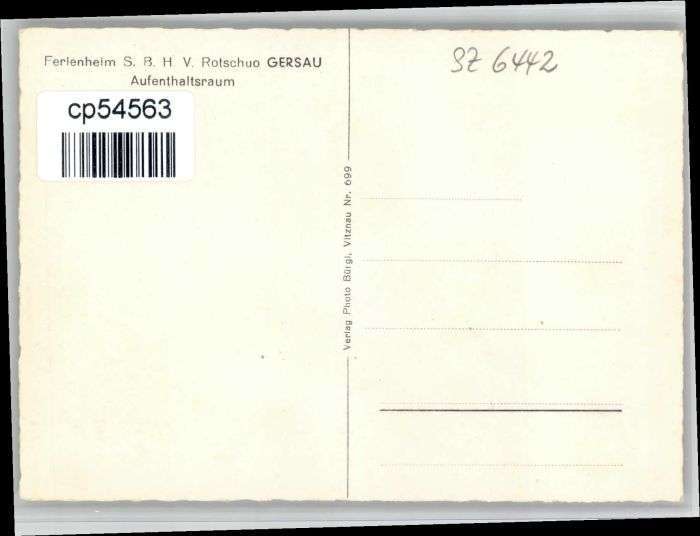 Ferienheim S. B. H V. Rotschuo GERSAU
Aufenthaltsraum
cp54563
SZ 6442
Verlag Photo Bürgi, Vitznau Nr. 699